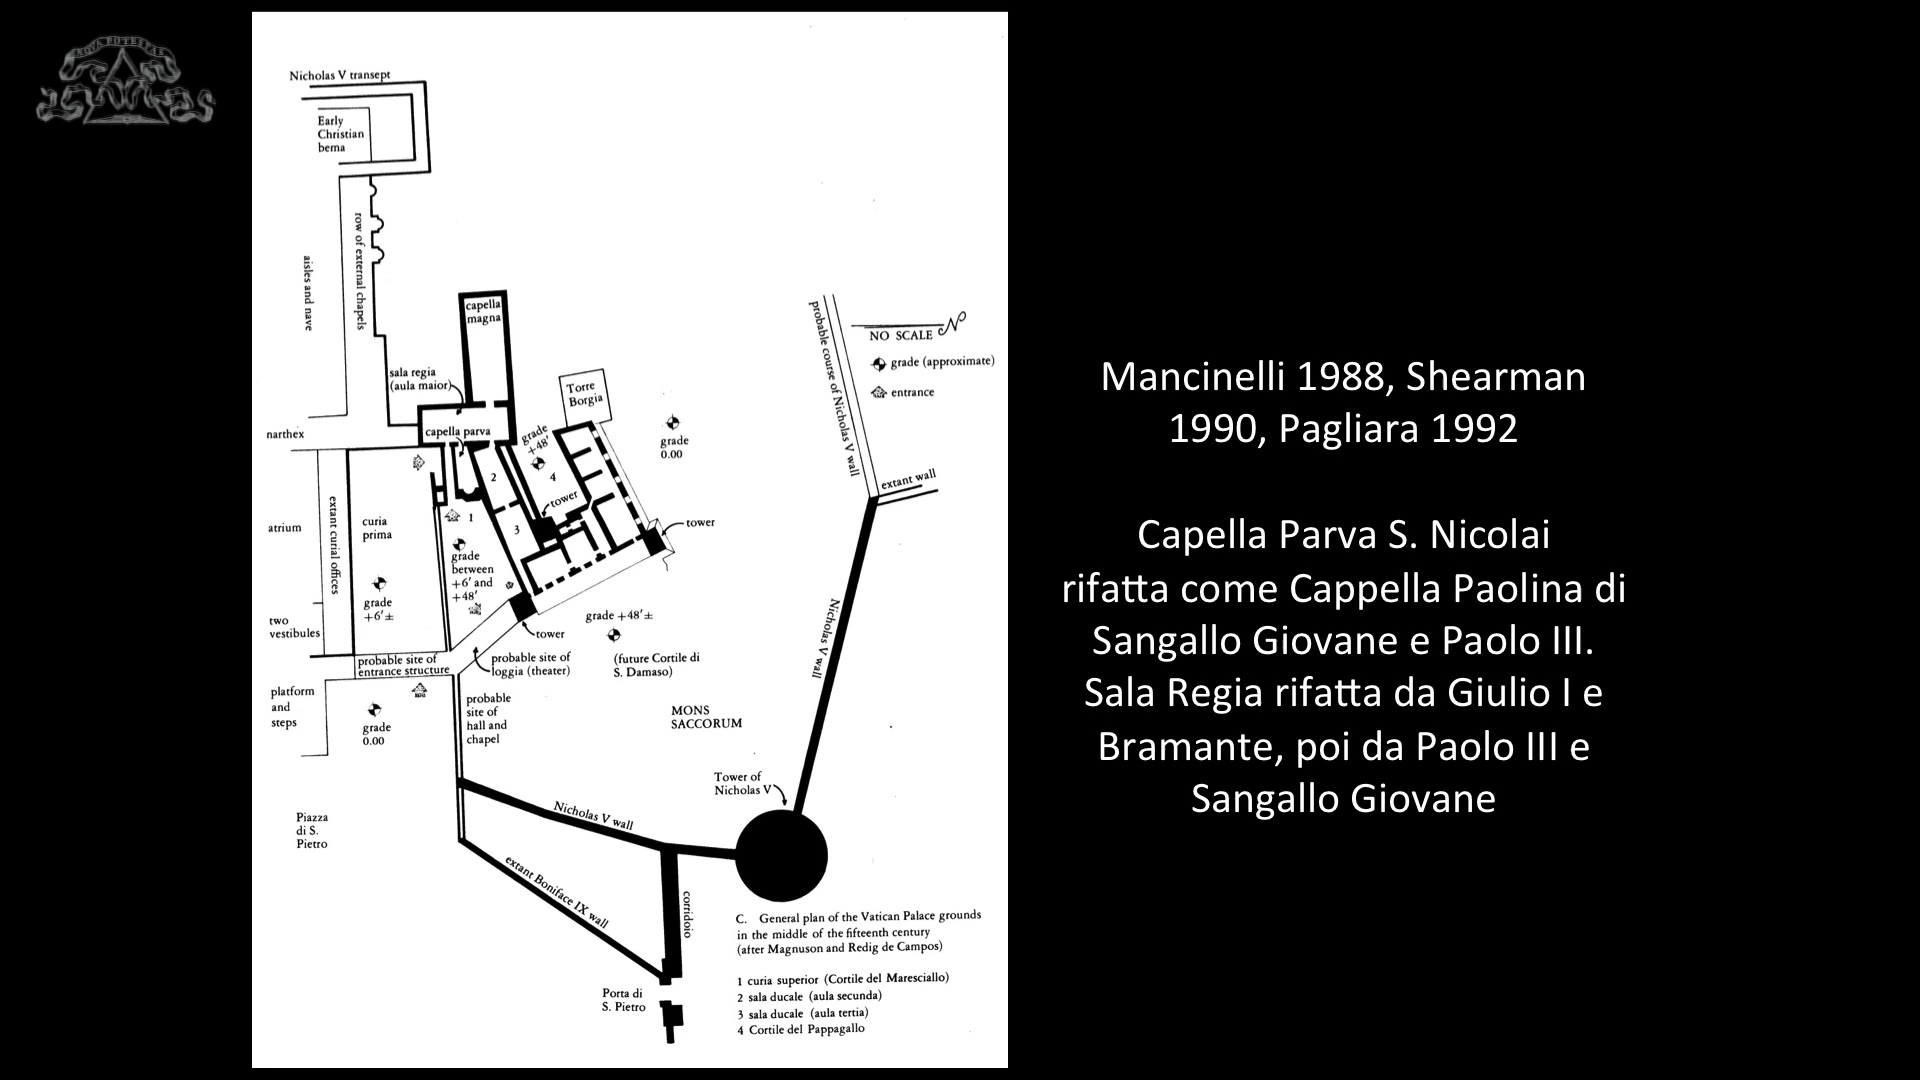 Nicholas V transept
Early
Christian
bema
row of external chapels
aisles and nave
capella
magna
sala regia
(aula maior)
capella parva
Torre
Borgia
grade
+48'
4
grade
0.00
narthex
2
3
1
tower
tower
atrium
extant curial offices
curia
prima
grade
+6'±
grade
between
+6' and
+48'
two
vestibules
tower
grade +48'±
(future Cortile di
S. Damaso)
probable site of
entrance structure
probable site of
loggia (theater)
platform
and
steps
grade
0.00
probable
site of
hall and
chapel
MONS
SACCORUM
probable course of Nicholas V wall
N
NO SCALE
grade (approximate)
entrance
extant wall
Nicholas V wall
Tower of
Nicholas V
Nicholas V wall
Piazza
di S.
Pietro
extant Boniface IX wall
corridoio
Porta di
S. Pietro
C. General plan of the Vatican Palace grounds
in the middle of the fifteenth century
(after Magnuson and Redig de Campos)
1 curia superior (Cortile del Maresciallo)
2 sala ducale (aula secunda)
3 sala ducale (aula tertia)
4 Cortile del Pappagallo
Mancinelli 1988, Shearman
1990, Pagliara 1992
Capella Parva S. Nicolai
rifatta come Cappella Paolina di
Sangallo Giovane e Paolo III.
Sala Regia rifatta da Giulio I e
Bramante, poi da Paolo III e
Sangallo Giovane